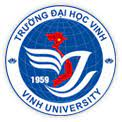 TRƯỜNG ĐẠI HỌC VINH
1959
VINH UNIVERSITY